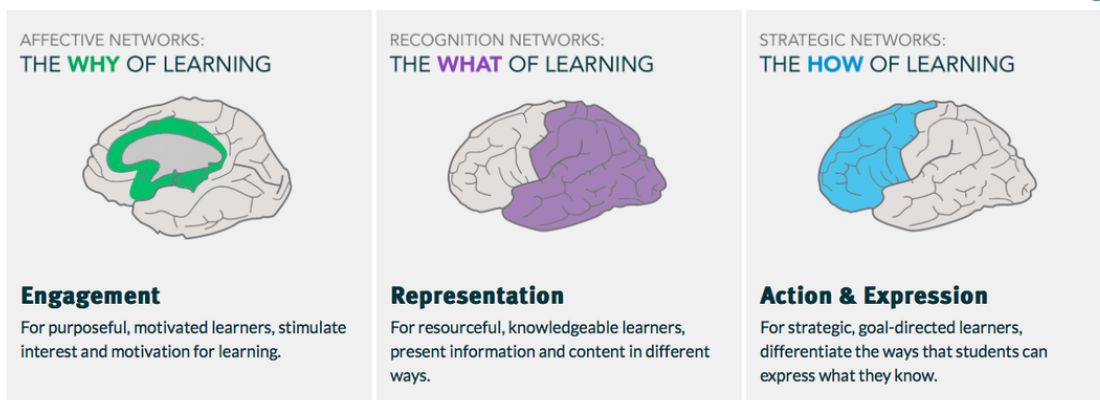 AFFECTIVE NETWORKS:
THE WHY OF LEARNING
Engagement
For purposeful, motivated learners, stimulate
interest and motivation for learning.
RECOGNITION NETWORKS:
THE WHAT OF LEARNING
Representation
For resourceful, knowledgeable learners,
present information and content in different
ways.
STRATEGIC NETWORKS:
THE HOW OF LEARNING
Action & Expression
For strategic, goal-directed learners,
differentiate the ways that students can
express what they know.